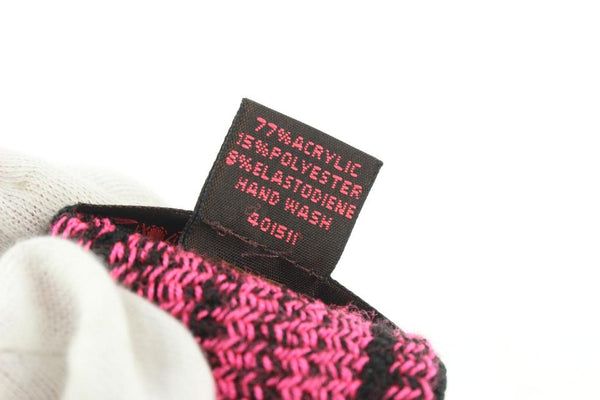 77%ACRYLIC
15%POLYESTER
8%ELASTODIENE
HAND WASH
401511